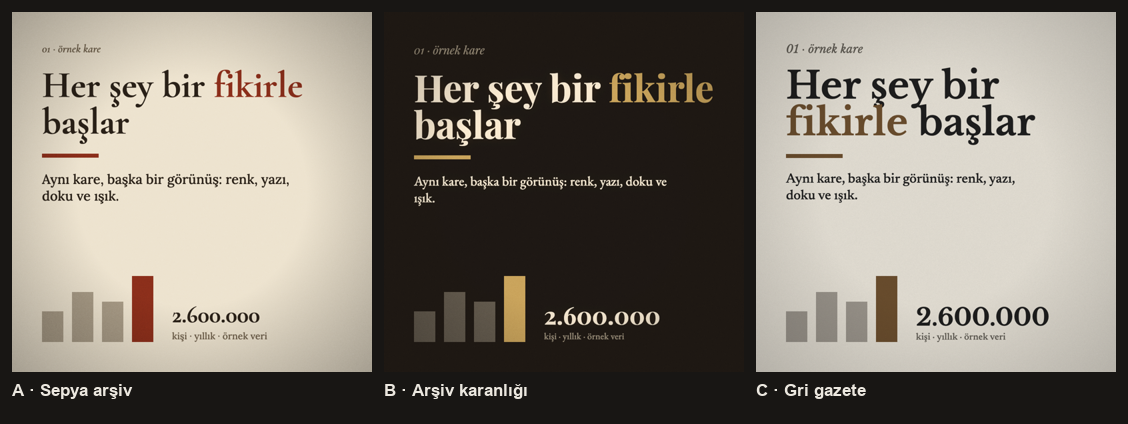 01 · örnek kare
Her şey bir fikirle
başlar
Aynı kare, başka bir görünüş: renk, yazı,
doku ve ışık.
2.600.000
kişi · yıllık · örnek veri
A · Sepya arşiv
01 · örnek kare
Her şey bir fikirle
başlar
Aynı kare, başka bir görünüş: renk, yazı, doku ve
ışık.
2.600.000
kişi · yıllık · örnek veri
B · Arşiv karanlığı
01 · örnek kare
Her şey bir
fikirle başlar
Aynı kare, başka bir görünüş: renk, yazı,
doku ve ışık.
2.600.000
kişi · yıllık · örnek veri
C · Gri gazete